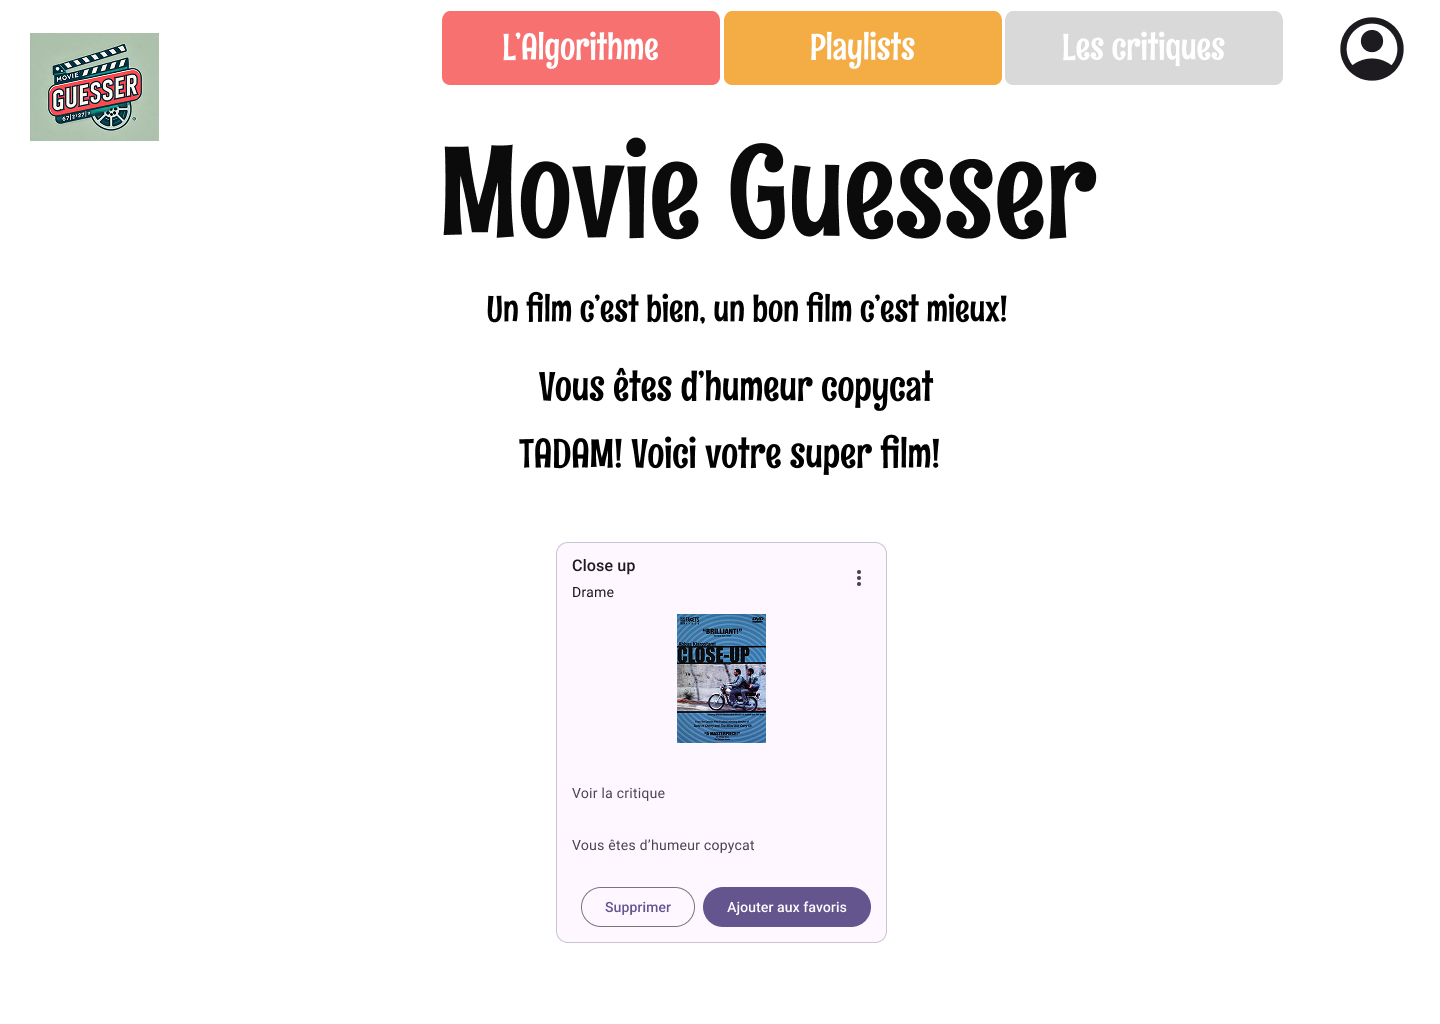 L'Algorithme
Playlists
Les critiques
MOVIE
GUESSER
Movie Guesser
Un film c'est bien, un bon film c'est mieux!
Vous êtes d'humeur copycat
TADAM! Voici votre super film!
Close up
Drame
"BRILLIANT!"
CLOSE-UP
"A MASTERPIECE!"
Voir la critique
Vous êtes d'humeur copycat
Supprimer
Ajouter aux favoris